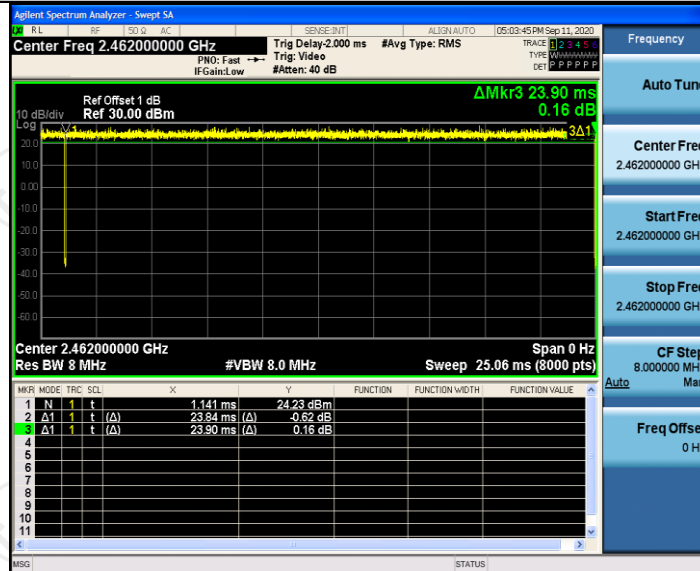 Agilent Spectrum Analyzer - Swept SA
RL RF 50 Ω AC SENSE:INT ALIGN AUTO 05:03:45 PM Sep 11, 2020
Center Freq 2.462000000 GHz
PNO: Fast
IFGain:Low
Trig Delay-2.000 ms
Trig: Video
#Atten: 40 dB
#Avg Type: RMS
TRACE 1 2 3 4 5 6
TYPE WWWWWW
DET P P P P P P
Ref Offset 1 dB
10 dB/div Ref 30.00 dBm
Log
ΔMkr3 23.90 ms
0.16 dB
1
3Δ1
20.0
10.0
0.00
-10.0
-20.0
-30.0
-40.0
-50.0
-60.0
Center 2.462000000 GHz Span 0 Hz
Res BW 8 MHz #VBW 8.0 MHz Sweep 25.06 ms (8000 pts)
MKR MODE TRC SCL X Y FUNCTION FUNCTION WIDTH FUNCTION VALUE
1 N 1 t 1.141 ms 24.23 dBm
2 Δ1 1 t (Δ) 23.84 ms (Δ) -0.62 dB
3 Δ1 1 t (Δ) 23.90 ms (Δ) 0.16 dB
4
5
6
7
8
9
10
11
MSG STATUS
Frequency
Auto Tun
Center Fre
2.462000000 GH
Start Fre
2.462000000 GH
Stop Fre
2.462000000 GH
CF Step
8.000000 MH
Auto Ma
Freq Offse
0 H